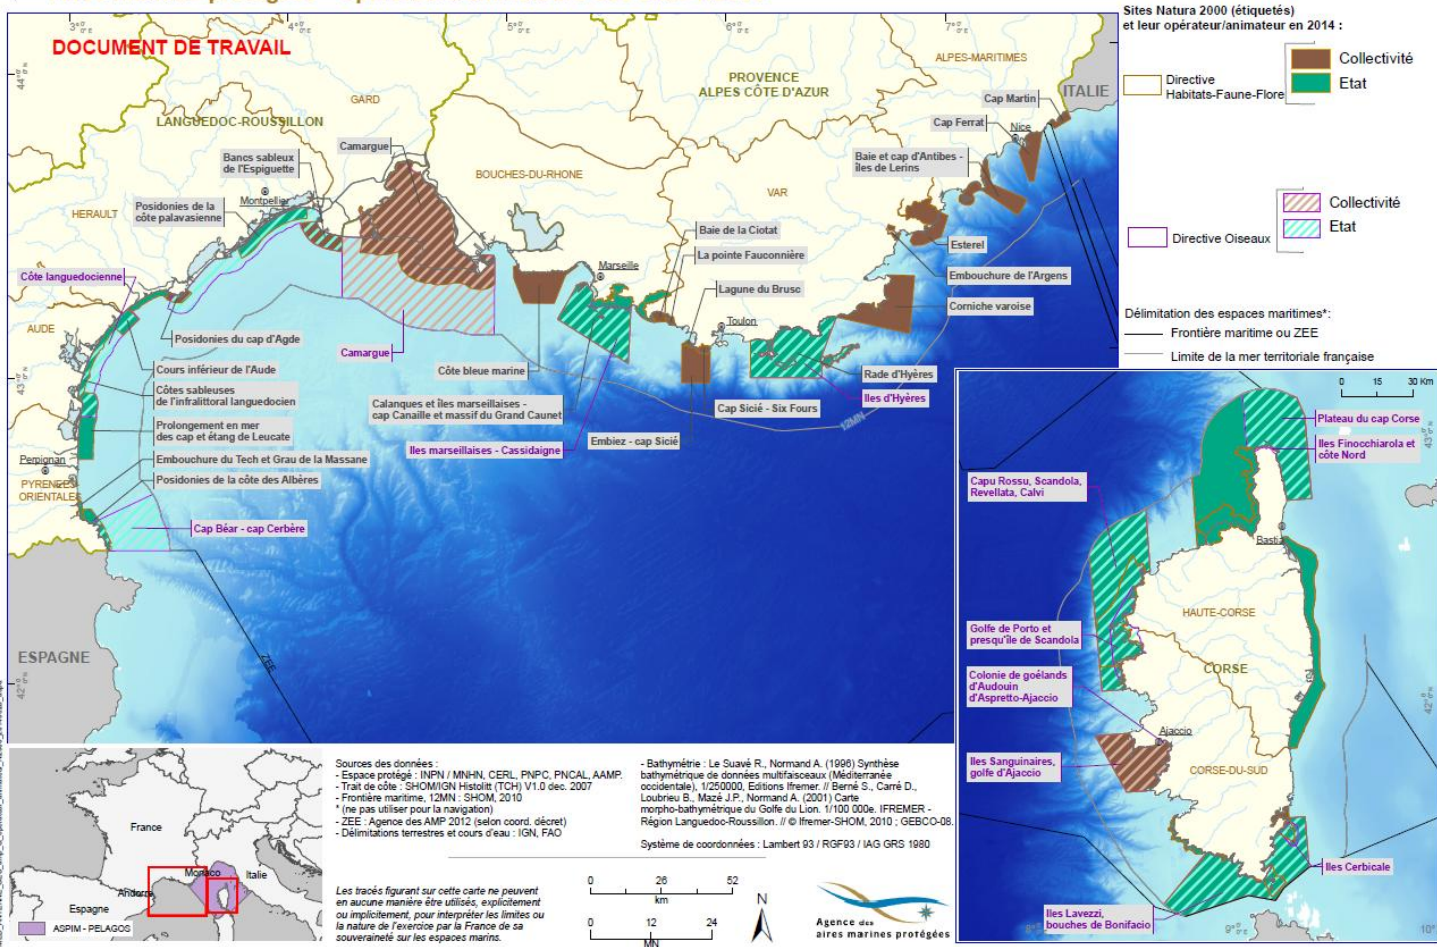 DOCUMENT DE TRAVAIL
Sites Natura 2000 (étiquetés)
et leur opérateur/animateur en 2014 :
Directive
Habitats-Faune-Flore
Collectivité
Etat
Directive Oiseaux
Collectivité
Etat
Délimitation des espaces maritimes*:
Frontière maritime ou ZEE
Limite de la mer territoriale française
3°
4°
5°
6°
7°
44°
43°
42°
LANGUEDOC-ROUSSILLON
GARD
HERAULT
AUDE
PYRENEES-
ORIENTALES
BOUCHES-DU-RHONE
PROVENCE
ALPES CÔTE D'AZUR
VAR
ALPES-MARITIMES
ITALIE
ESPAGNE
Montpellier
Perpignan
Marseille
Toulon
Nice
Camargue
Bancs sableux
de l'Espiguette
Posidonies de la
côte palavasienne
Côte languedocienne
Posidonies du cap d'Agde
Cours inférieur de l'Aude
Côtes sableuses
de l'infralittoral languedocien
Prolongement en mer
des cap et étang de Leucate
Embouchure du Tech et Grau de la Massane
Posidonies de la côte des Albères
Cap Béar - cap Cerbère
Camargue
Côte bleue marine
Calanques et îles marseillaises -
cap Canaille et massif du Grand Caunet
Iles marseillaises - Cassidaigne
Baie de la Ciotat
La pointe Fauconnière
Lagune du Brusc
Embiez - cap Sicié
Cap Sicié - Six Fours
Rade d'Hyères
Iles d'Hyères
Corniche varoise
Embouchure de l'Argens
Esterel
Baie et cap d'Antibes -
îles de Lerins
Cap Ferrat
Cap Martin
12MN
ZEE
0 15 30 Km
Plateau du cap Corse
Iles Finocchiarola et
côte Nord
Capu Rossu, Scandola,
Revellata, Calvi
Bastia
HAUTE-CORSE
Golfe de Porto et
presqu'île de Scandola
CORSE
Colonie de goélands
d'Audouin
d'Aspretto-Ajaccio
Ajaccio
Iles Sanguinaires,
golfe d'Ajaccio
CORSE-DU-SUD
Iles Cerbicale
Iles Lavezzi,
bouches de Bonifacio
43°
42°
8°
9°
10°
France
Monaco
Italie
Andorre
Espagne
ASPIM - PELAGOS
Sources des données :
- Espace protégé : INPN / MNHN, CERL, PNPC, PNCAL, AAMP.
- Trait de côte : SHOM/IGN Histolitt (TCH) V1.0 dec. 2007
- Frontière maritime, 12MN : SHOM, 2010
* (ne pas utiliser pour la navigation)
- ZEE : Agence des AMP 2012 (selon coord. décret)
- Délimitations terrestres et cours d'eau : IGN, FAO
- Bathymétrie : Le Suavé R., Normand A. (1996) Synthèse
bathymétrique de données multifaisceaux (Méditerranée
occidentale), 1/250000, Editions Ifremer. // Berné S., Carré D.,
Loubrieu B., Mazé J.P., Normand A. (2001) Carte
morpho-bathymétrique du Golfe du Lion. 1/100 000e. IFREMER -
Région Languedoc-Roussillon. // © Ifremer-SHOM, 2010 ; GEBCO-08.
Système de coordonnées : Lambert 93 / RGF93 / IAG GRS 1980
Les tracés figurant sur cette carte ne peuvent
en aucune manière être utilisés, explicitement
ou implicitement, pour interpréter les limites ou
la nature de l'exercice par la France de sa
souveraineté sur les espaces marins.
0 26 52
km
0 12 24
MN
N
Agence des
aires marines protégées